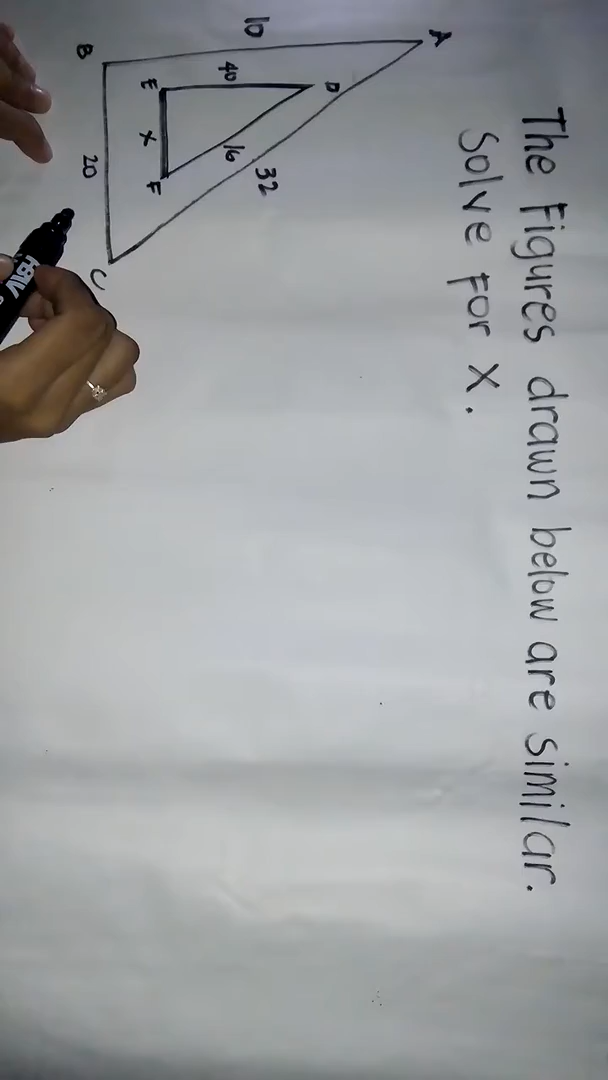 The Figures drawn below are similar.
Solve For x.
A
10
32
D
40
16
E
x
F
B
20
C